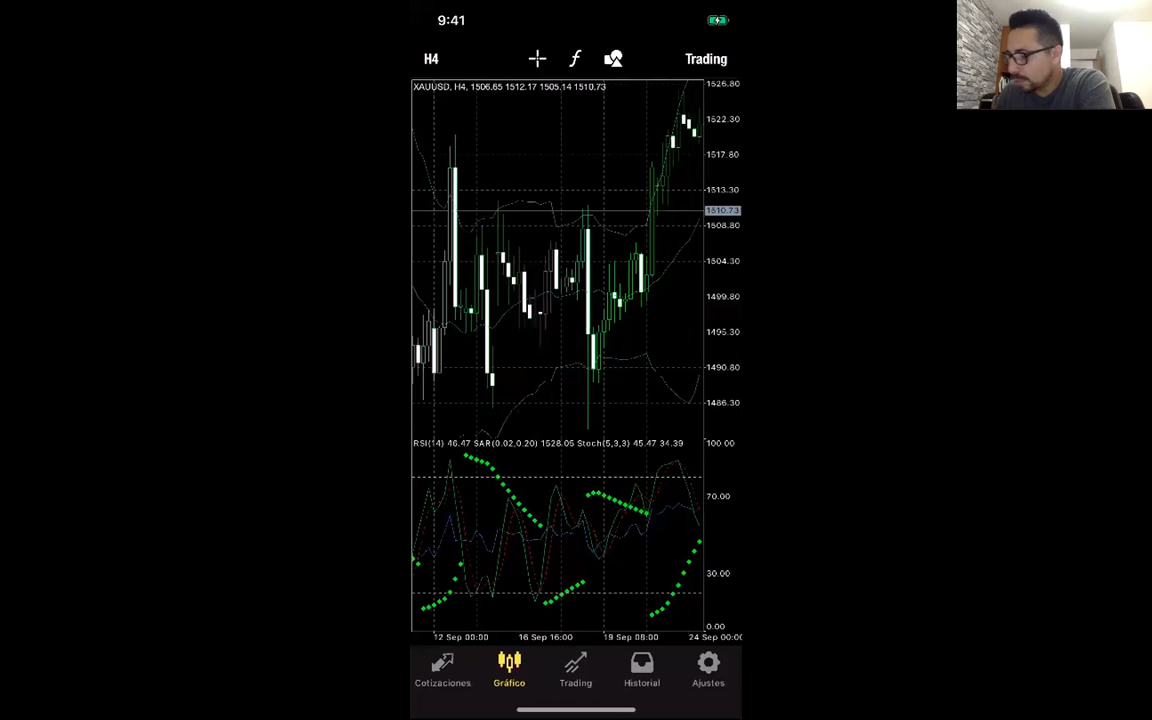 9:41
H4
Trading
XAUUSD, H4, 1506.65 1512.17 1505.14 1510.73
1526.80
1522.30
1517.80
1513.30
1510.73
1508.80
1504.30
1499.80
1495.30
1490.80
1486.30
RSI(14) 46.47 SAR(0.02,0.20) 1528.05 Stoch(5,3,3) 45.47 34.39
100.00
70.00
30.00
0.00
12 Sep 00:00 16 Sep 16:00 19 Sep 08:00 24 Sep 00:00
Cotizaciones Gráfico Trading Historial Ajustes